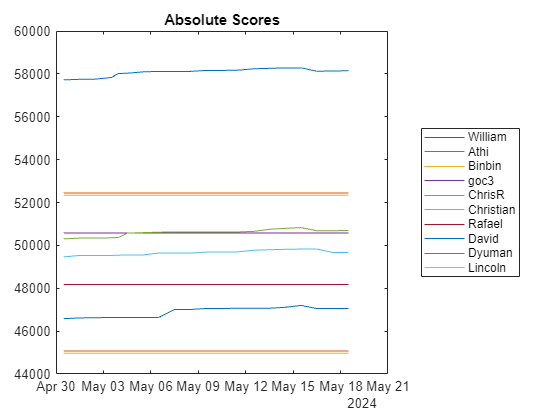 Absolute Scores
60000
58000
56000
54000
52000
50000
48000
46000
44000
Apr 30 May 03 May 06 May 09 May 12 May 15 May 18 May 21
2024
William
Athi
Binbin
goc3
ChrisR
Christian
Rafael
David
Dyuman
Lincoln